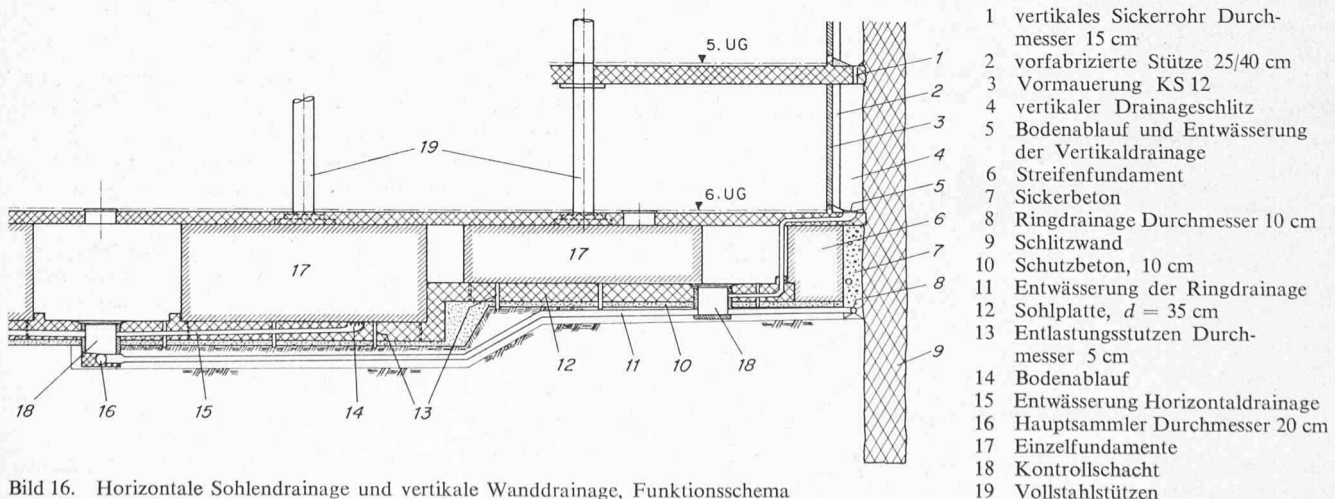 5. UG
6. UG
1
2
3
4
5
6
7
8
9
19
17
17
18
16
15
14
13
12
11
10
18
1 vertikales Sickerrohr Durch-
messer 15 cm
2 vorfabrizierte Stütze 25/40 cm
3 Vormauerung KS 12
4 vertikaler Drainageschlitz
5 Bodenablauf und Entwässerung
der Vertikaldrainage
6 Streifenfundament
7 Sickerbeton
8 Ringdrainage Durchmesser 10 cm
9 Schlitzwand
10 Schutzbeton, 10 cm
11 Entwässerung der Ringdrainage
12 Sohlplatte, d = 35 cm
13 Entlastungsstutzen Durch-
messer 5 cm
14 Bodenablauf
15 Entwässerung Horizontaldrainage
16 Hauptsammler Durchmesser 20 cm
17 Einzelfundamente
18 Kontrollschacht
19 Vollstahlstützen
Bild 16. Horizontale Sohlendrainage und vertikale Wanddrainage, Funktionsschema